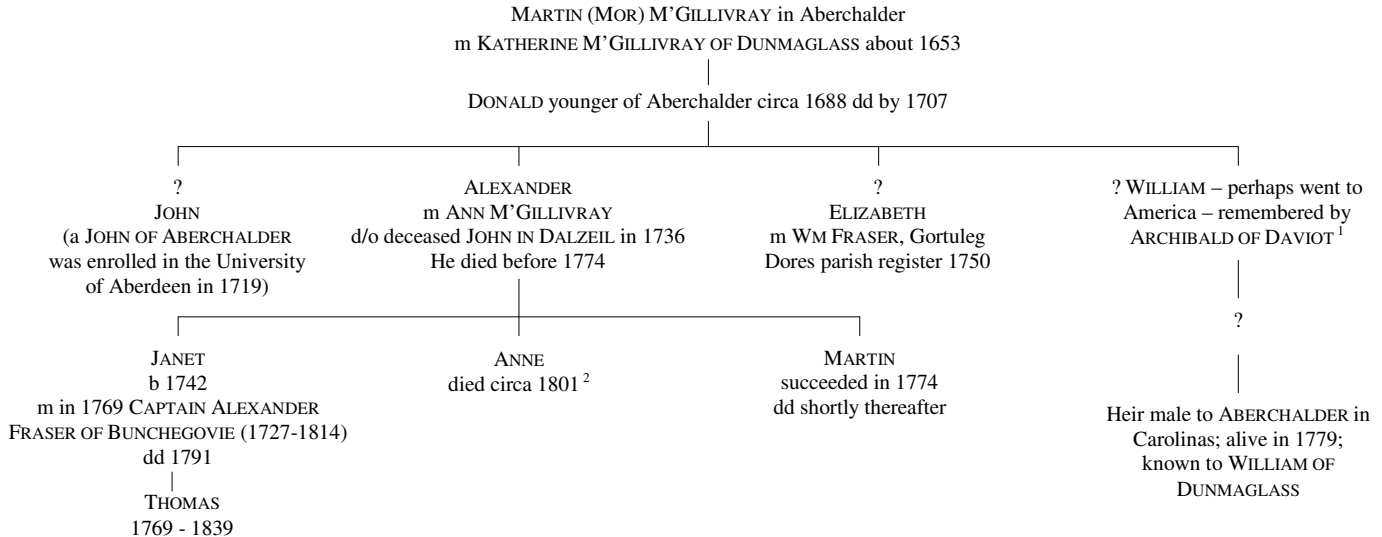 MARTIN (MOR) M’GILLIVRAY in Aberchalder
m KATHERINE M’GILLIVRAY OF DUNMAGLASS about 1653
DONALD younger of Aberchalder circa 1688 dd by 1707
?
JOHN
(a JOHN OF ABERCHALDER
was enrolled in the University
of Aberdeen in 1719)
ALEXANDER
m ANN M’GILLIVRAY
d/o deceased JOHN IN DALZEIL in 1736
He died before 1774
?
ELIZABETH
m WM FRASER, Gortuleg
Dores parish register 1750
? WILLIAM – perhaps went to
America – remembered by
ARCHIBALD OF DAVIOT 1
?
JANET
b 1742
m in 1769 CAPTAIN ALEXANDER
FRASER OF BUNCHEGOVIE (1727-1814)
dd 1791
ANNE
died circa 1801 2
MARTIN
succeeded in 1774
dd shortly thereafter
Heir male to ABERCHALDER in
Carolinas; alive in 1779;
known to WILLIAM OF
DUNMAGLASS
THOMAS
1769 - 1839